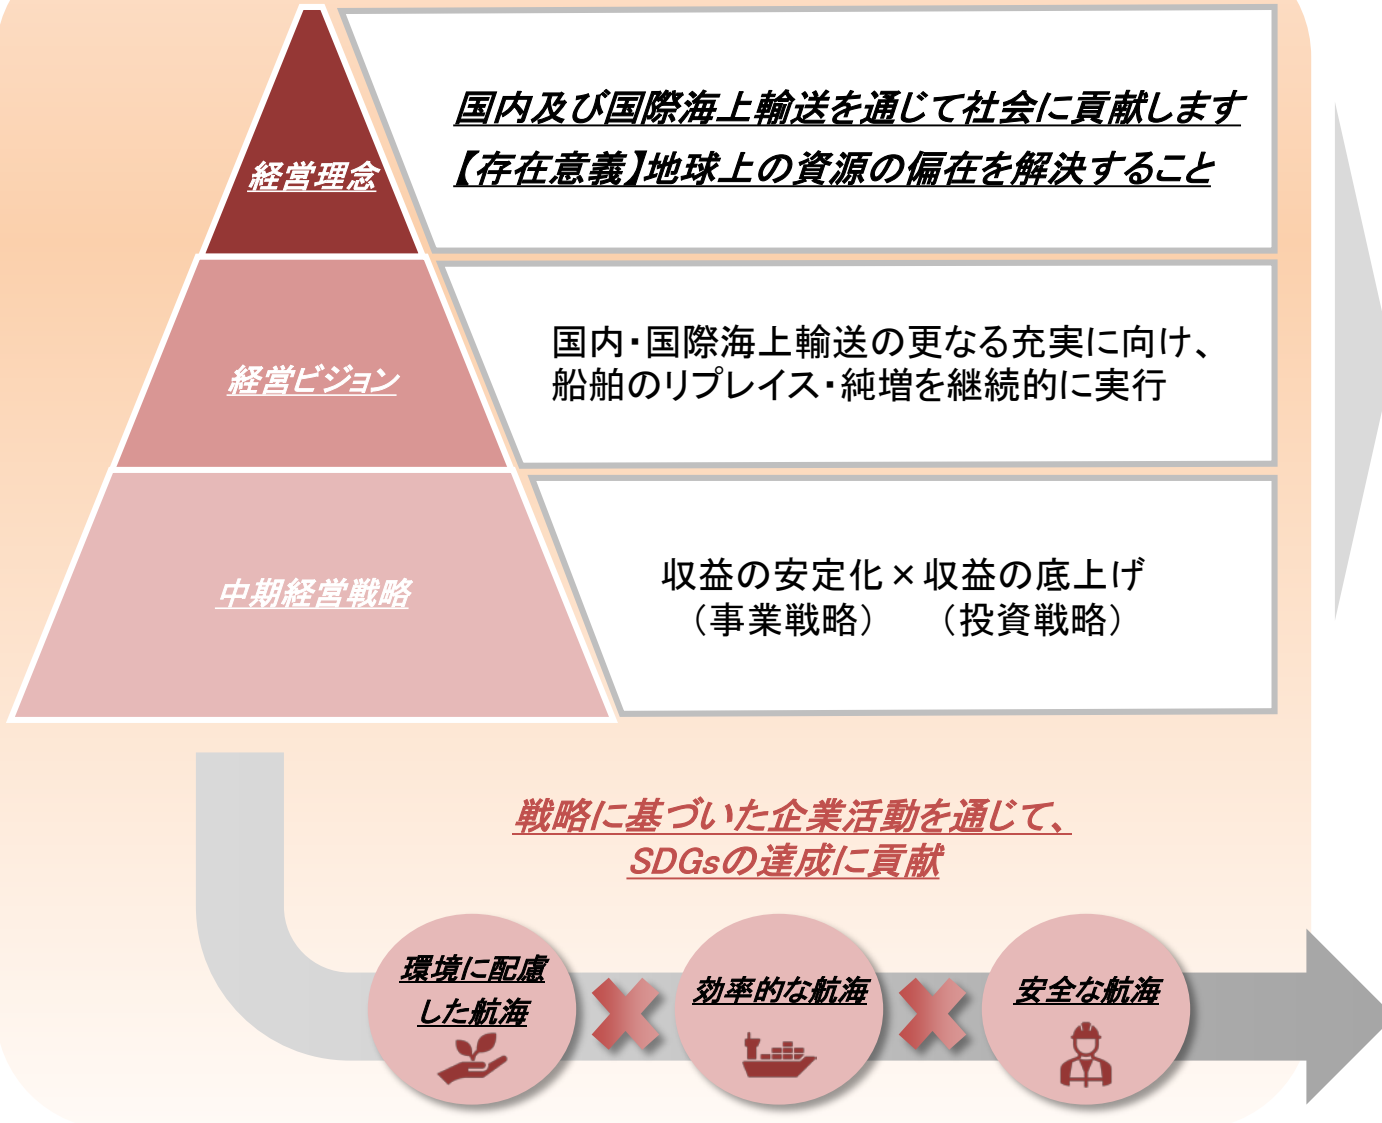 経営理念
国内及び国際海上輸送を通じて社会に貢献します
【存在意義】地球上の資源の偏在を解決すること
経営ビジョン
国内・国際海上輸送の更なる充実に向け、
船舶のリプレイス・純増を継続的に実行
中期経営戦略
収益の安定化×収益の底上げ
（事業戦略）　（投資戦略）
戦略に基づいた企業活動を通じて、
SDGsの達成に貢献
環境に配慮
した航海
効率的な航海
安全な航海